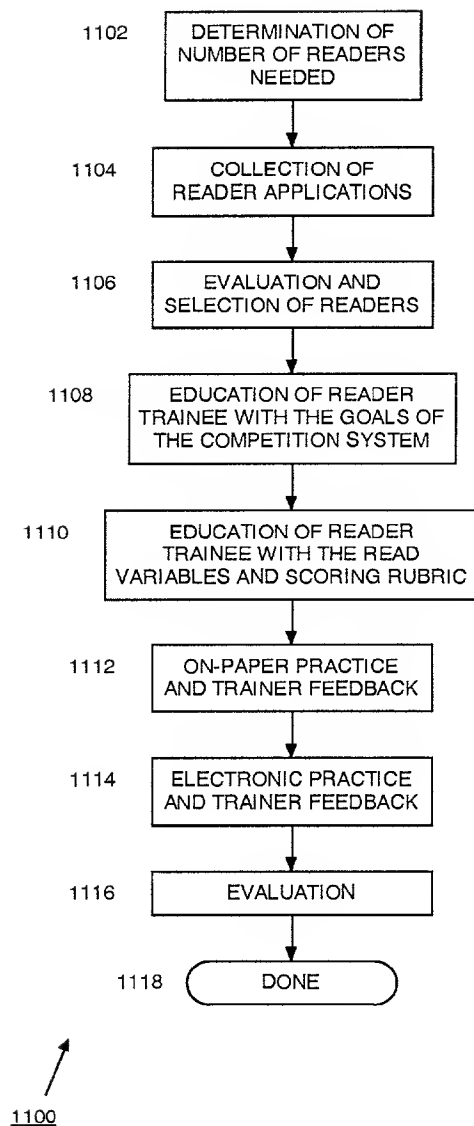 1102
DETERMINATION OF
NUMBER OF READERS
NEEDED
1104
COLLECTION OF
READER APPLICATIONS
1106
EVALUATION AND
SELECTION OF READERS
1108
EDUCATION OF READER
TRAINEE WITH THE GOALS OF
THE COMPETITION SYSTEM
1110
EDUCATION OF READER
TRAINEE WITH THE READ
VARIABLES AND SCORING RUBRIC
1112
ON-PAPER PRACTICE
AND TRAINER FEEDBACK
1114
ELECTRONIC PRACTICE
AND TRAINER FEEDBACK
1116
EVALUATION
1118
DONE
1100